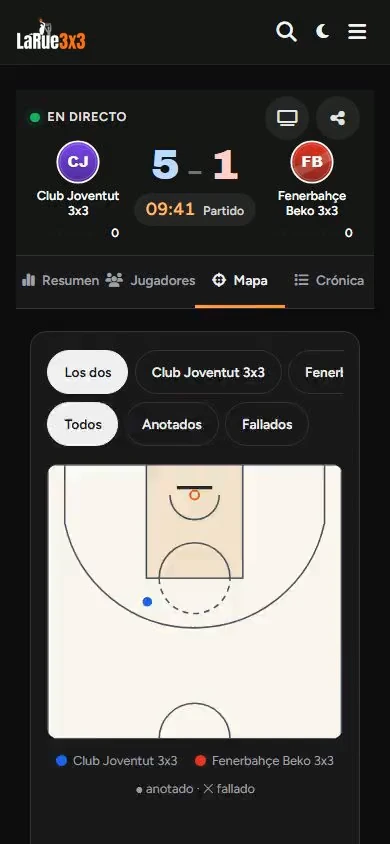 LaRue3x3
EN DIRECTO
CJ
5 – 1
FB
Club Joventut
3x3
09:41 Partido
Fenerbahçe
Beko 3x3
0
0
Resumen
Jugadores
Mapa
Crónica
Los dos
Club Joventut 3x3
Fenerb
Todos
Anotados
Fallados
Club Joventut 3x3
Fenerbahçe Beko 3x3
● anotado · ✕ fallado